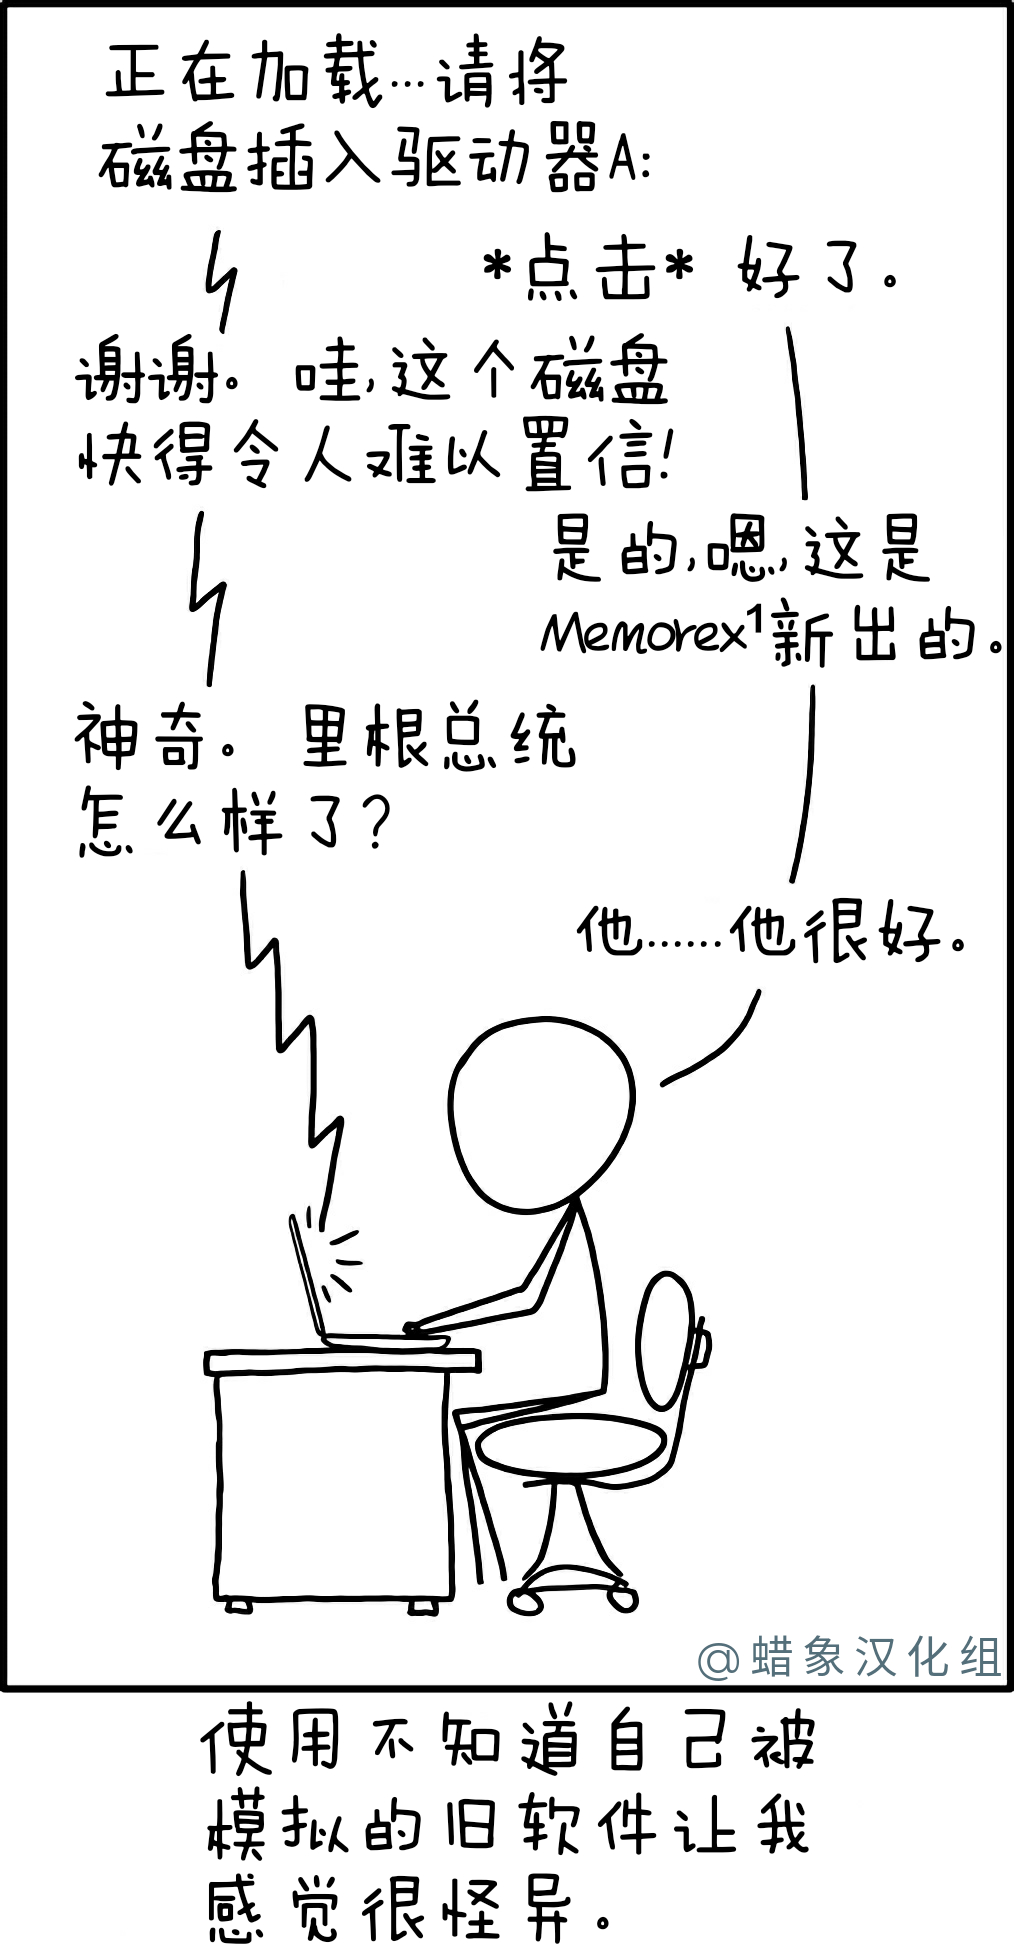 正在加载…请将
磁盘插入驱动器A:
*点击* 好了。
谢谢。 哇,这个磁盘
快得令人难以置信!
是的,嗯,这是
Memorex¹新出的。
神奇。 里根总统
怎么样了?
他……他很好。
@蜡象汉化组
使用不知道自己被
模拟的旧软件让我
感觉很怪异。